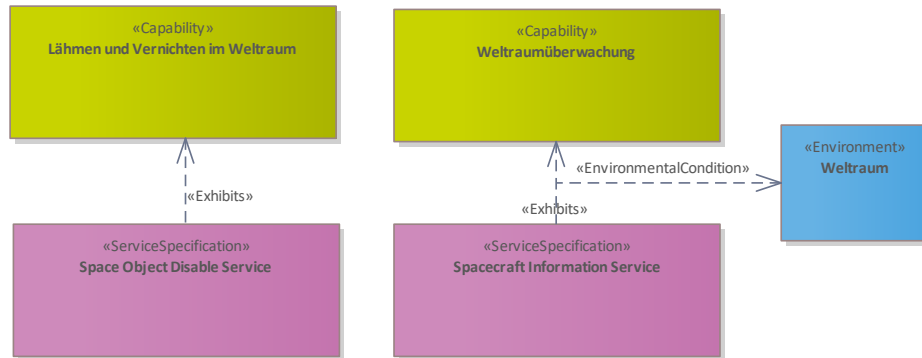 «Capability»
Lähmen und Vernichten im Weltraum
«Capability»
Weltraumüberwachung
«Environment»
Weltraum
«EnvironmentalCondition»
«Exhibits»
«Exhibits»
«ServiceSpecification»
Space Object Disable Service
«ServiceSpecification»
Spacecraft Information Service